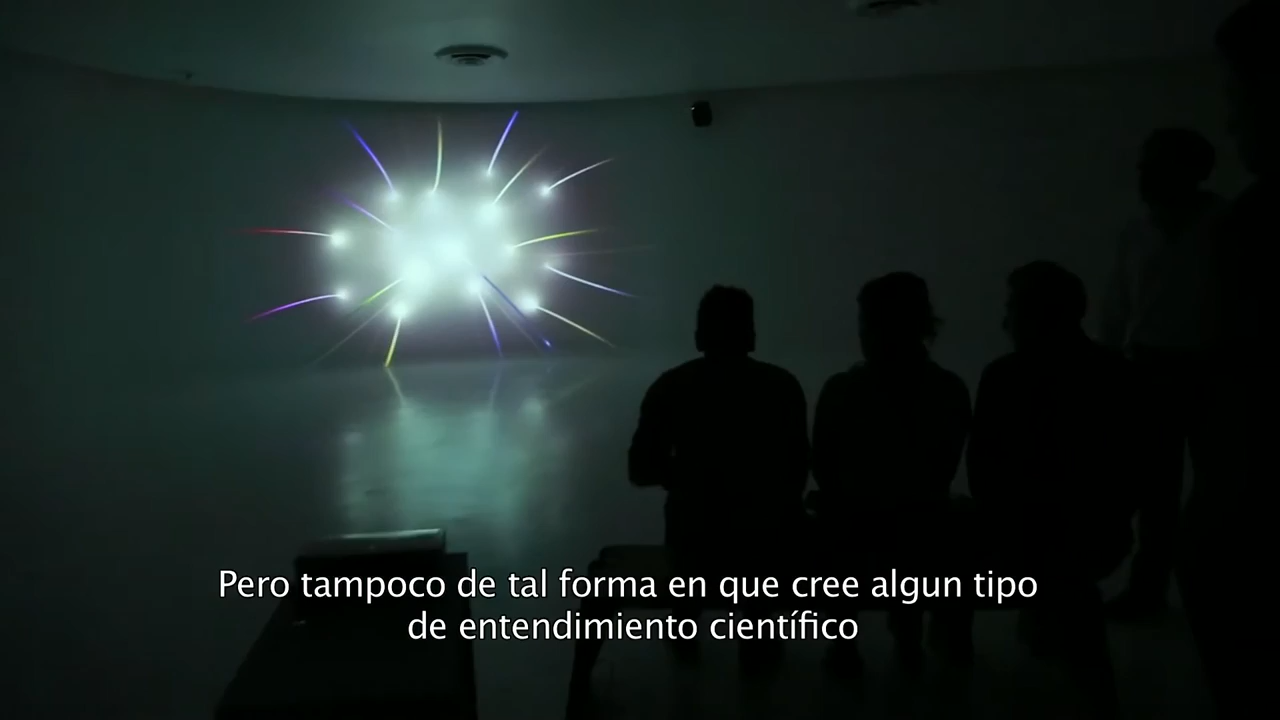 Pero tampoco de tal forma en que cree algun tipo
de entendimiento científico